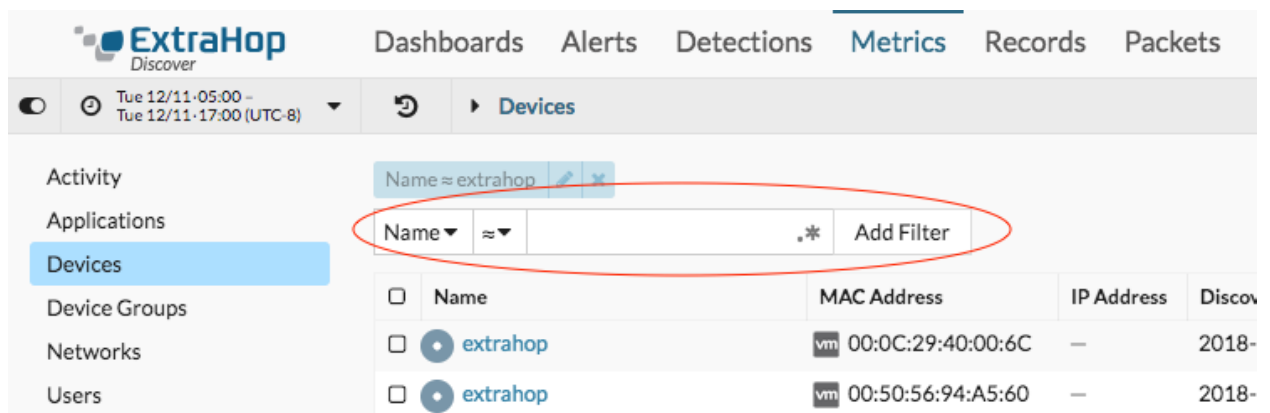 ExtraHop
Discover
Dashboards Alerts Detections Metrics Records Packets
Tue 12/11·05:00 –
Tue 12/11·17:00 (UTC-8)
Devices
Activity
Applications
Devices
Device Groups
Networks
Users
Name ≈ extrahop
Name ≈ .* Add Filter
Name MAC Address IP Address Discov
extrahop vm 00:0C:29:40:00:6C — 2018-
extrahop vm 00:50:56:94:A5:60 — 2018-